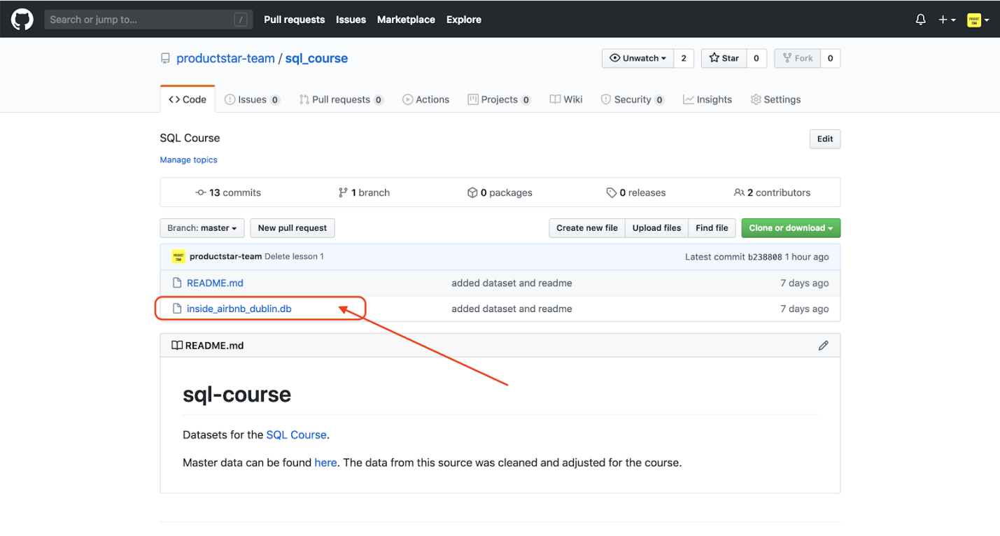 Search or jump to... / Pull requests Issues Marketplace Explore
productstar-team / sql_course Unwatch 2 Star 0 Fork 0
Code Issues 0 Pull requests 0 Actions Projects 0 Wiki Security 0 Insights Settings
SQL Course Edit
Manage topics
13 commits 1 branch 0 packages 0 releases 2 contributors
Branch: master New pull request Create new file Upload files Find file Clone or download
productstar-team Delete lesson 1 Latest commit b238808 1 hour ago
README.md added dataset and readme 7 days ago
inside_airbnb_dublin.db added dataset and readme 7 days ago
README.md
sql-course
Datasets for the SQL Course.
Master data can be found here. The data from this source was cleaned and adjusted for the course.